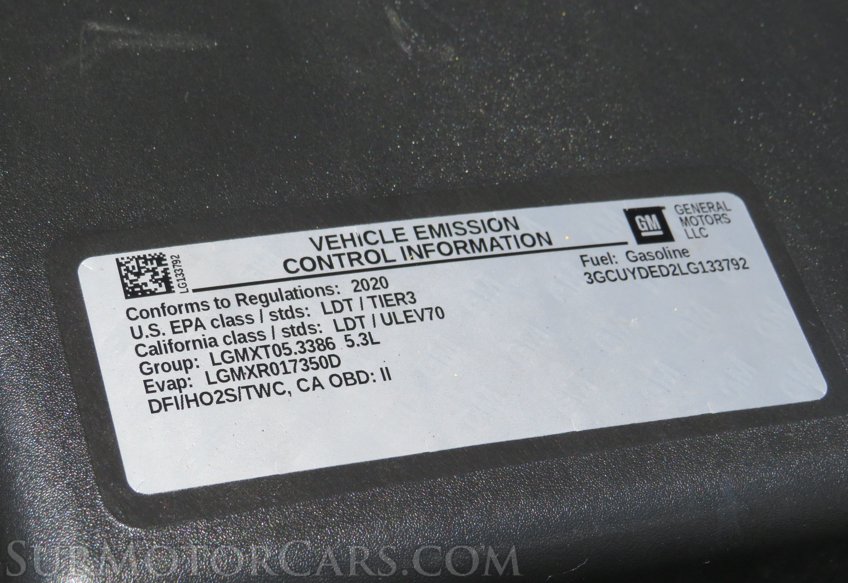 LG133792
VEHICLE EMISSION
CONTROL INFORMATION
GM
GENERAL
MOTORS
LLC
Fuel: Gasoline
3GCUYDED2LG133792
Conforms to Regulations: 2020
U.S. EPA class / stds: LDT / TIER3
California class / stds: LDT / ULEV70
Group: LGMXT05.3386 5.3L
Evap: LGMXR017350D
DFI/HO2S/TWC, CA OBD: II
SubMotorCars.com